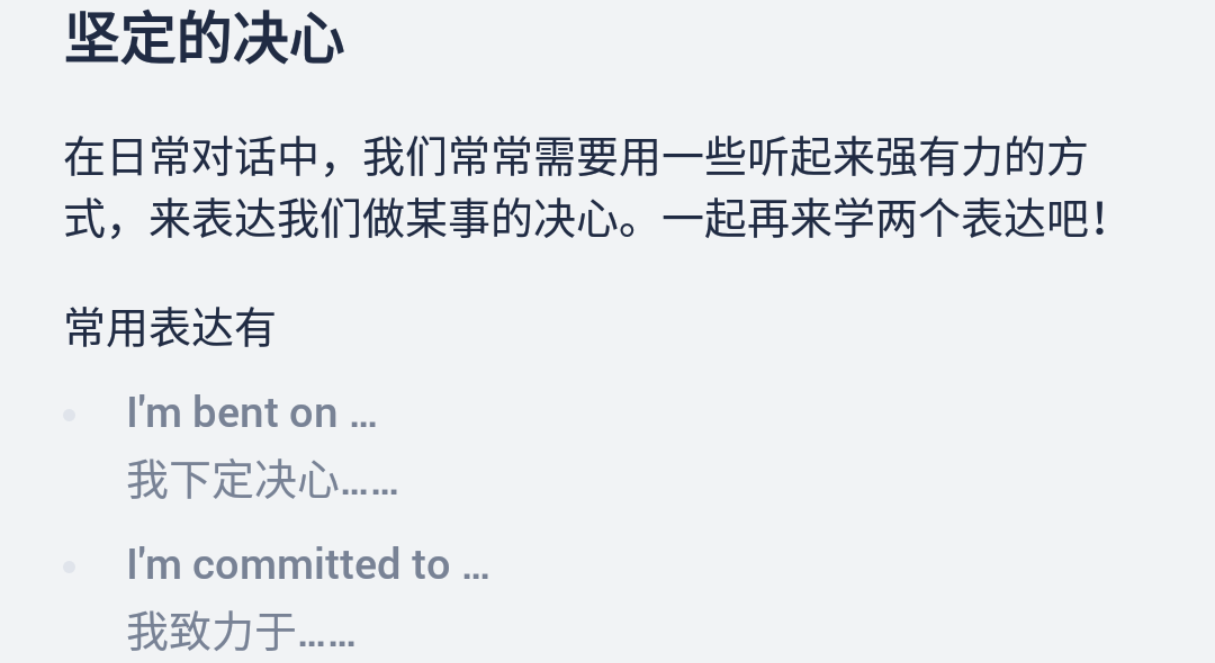 坚定的决心
在日常对话中，我们常常需要用一些听起来强有力的方
式，来表达我们做某事的决心。一起再来学两个表达吧！
常用表达有
I'm bent on ...
我下定决心……
I'm committed to ...
我致力于……